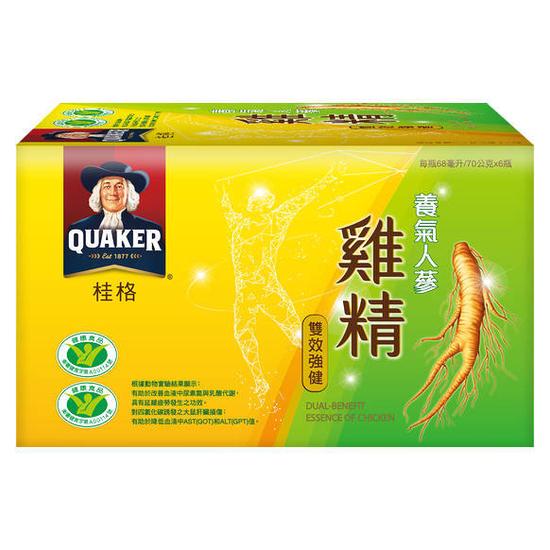 每瓶68毫升/70公克x6瓶
QUAKER
Est 1877
®
桂格
養氣人蔘
雞精
雙效強健
DUAL-BENEFIT
ESSENCE OF CHICKEN
健康食品
健康食品
根據動物實驗結果顯示:
有助於改善血液中尿素氮與乳酸代謝,
具有延緩疲勞發生之功效。
對四氯化碳誘發之大鼠肝臟損傷:
有助於降低血清中AST(GOT)和ALT(GPT)值。